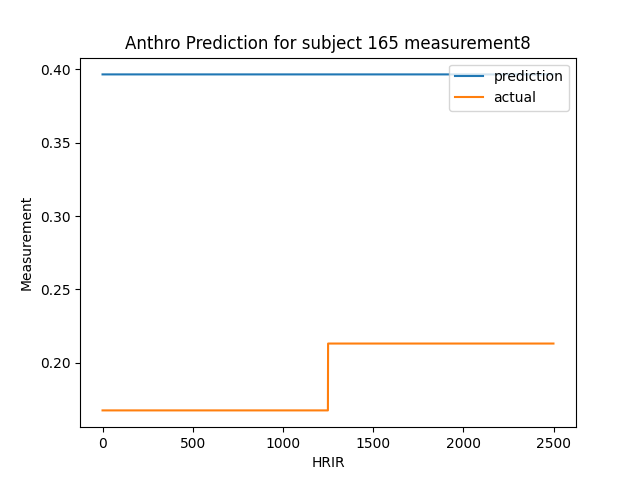 Anthro Prediction for subject 165 measurement8
prediction
actual
0.40
0.35
0.30
0.25
0.20
Measurement
0
500
1000
1500
2000
2500
HRIR